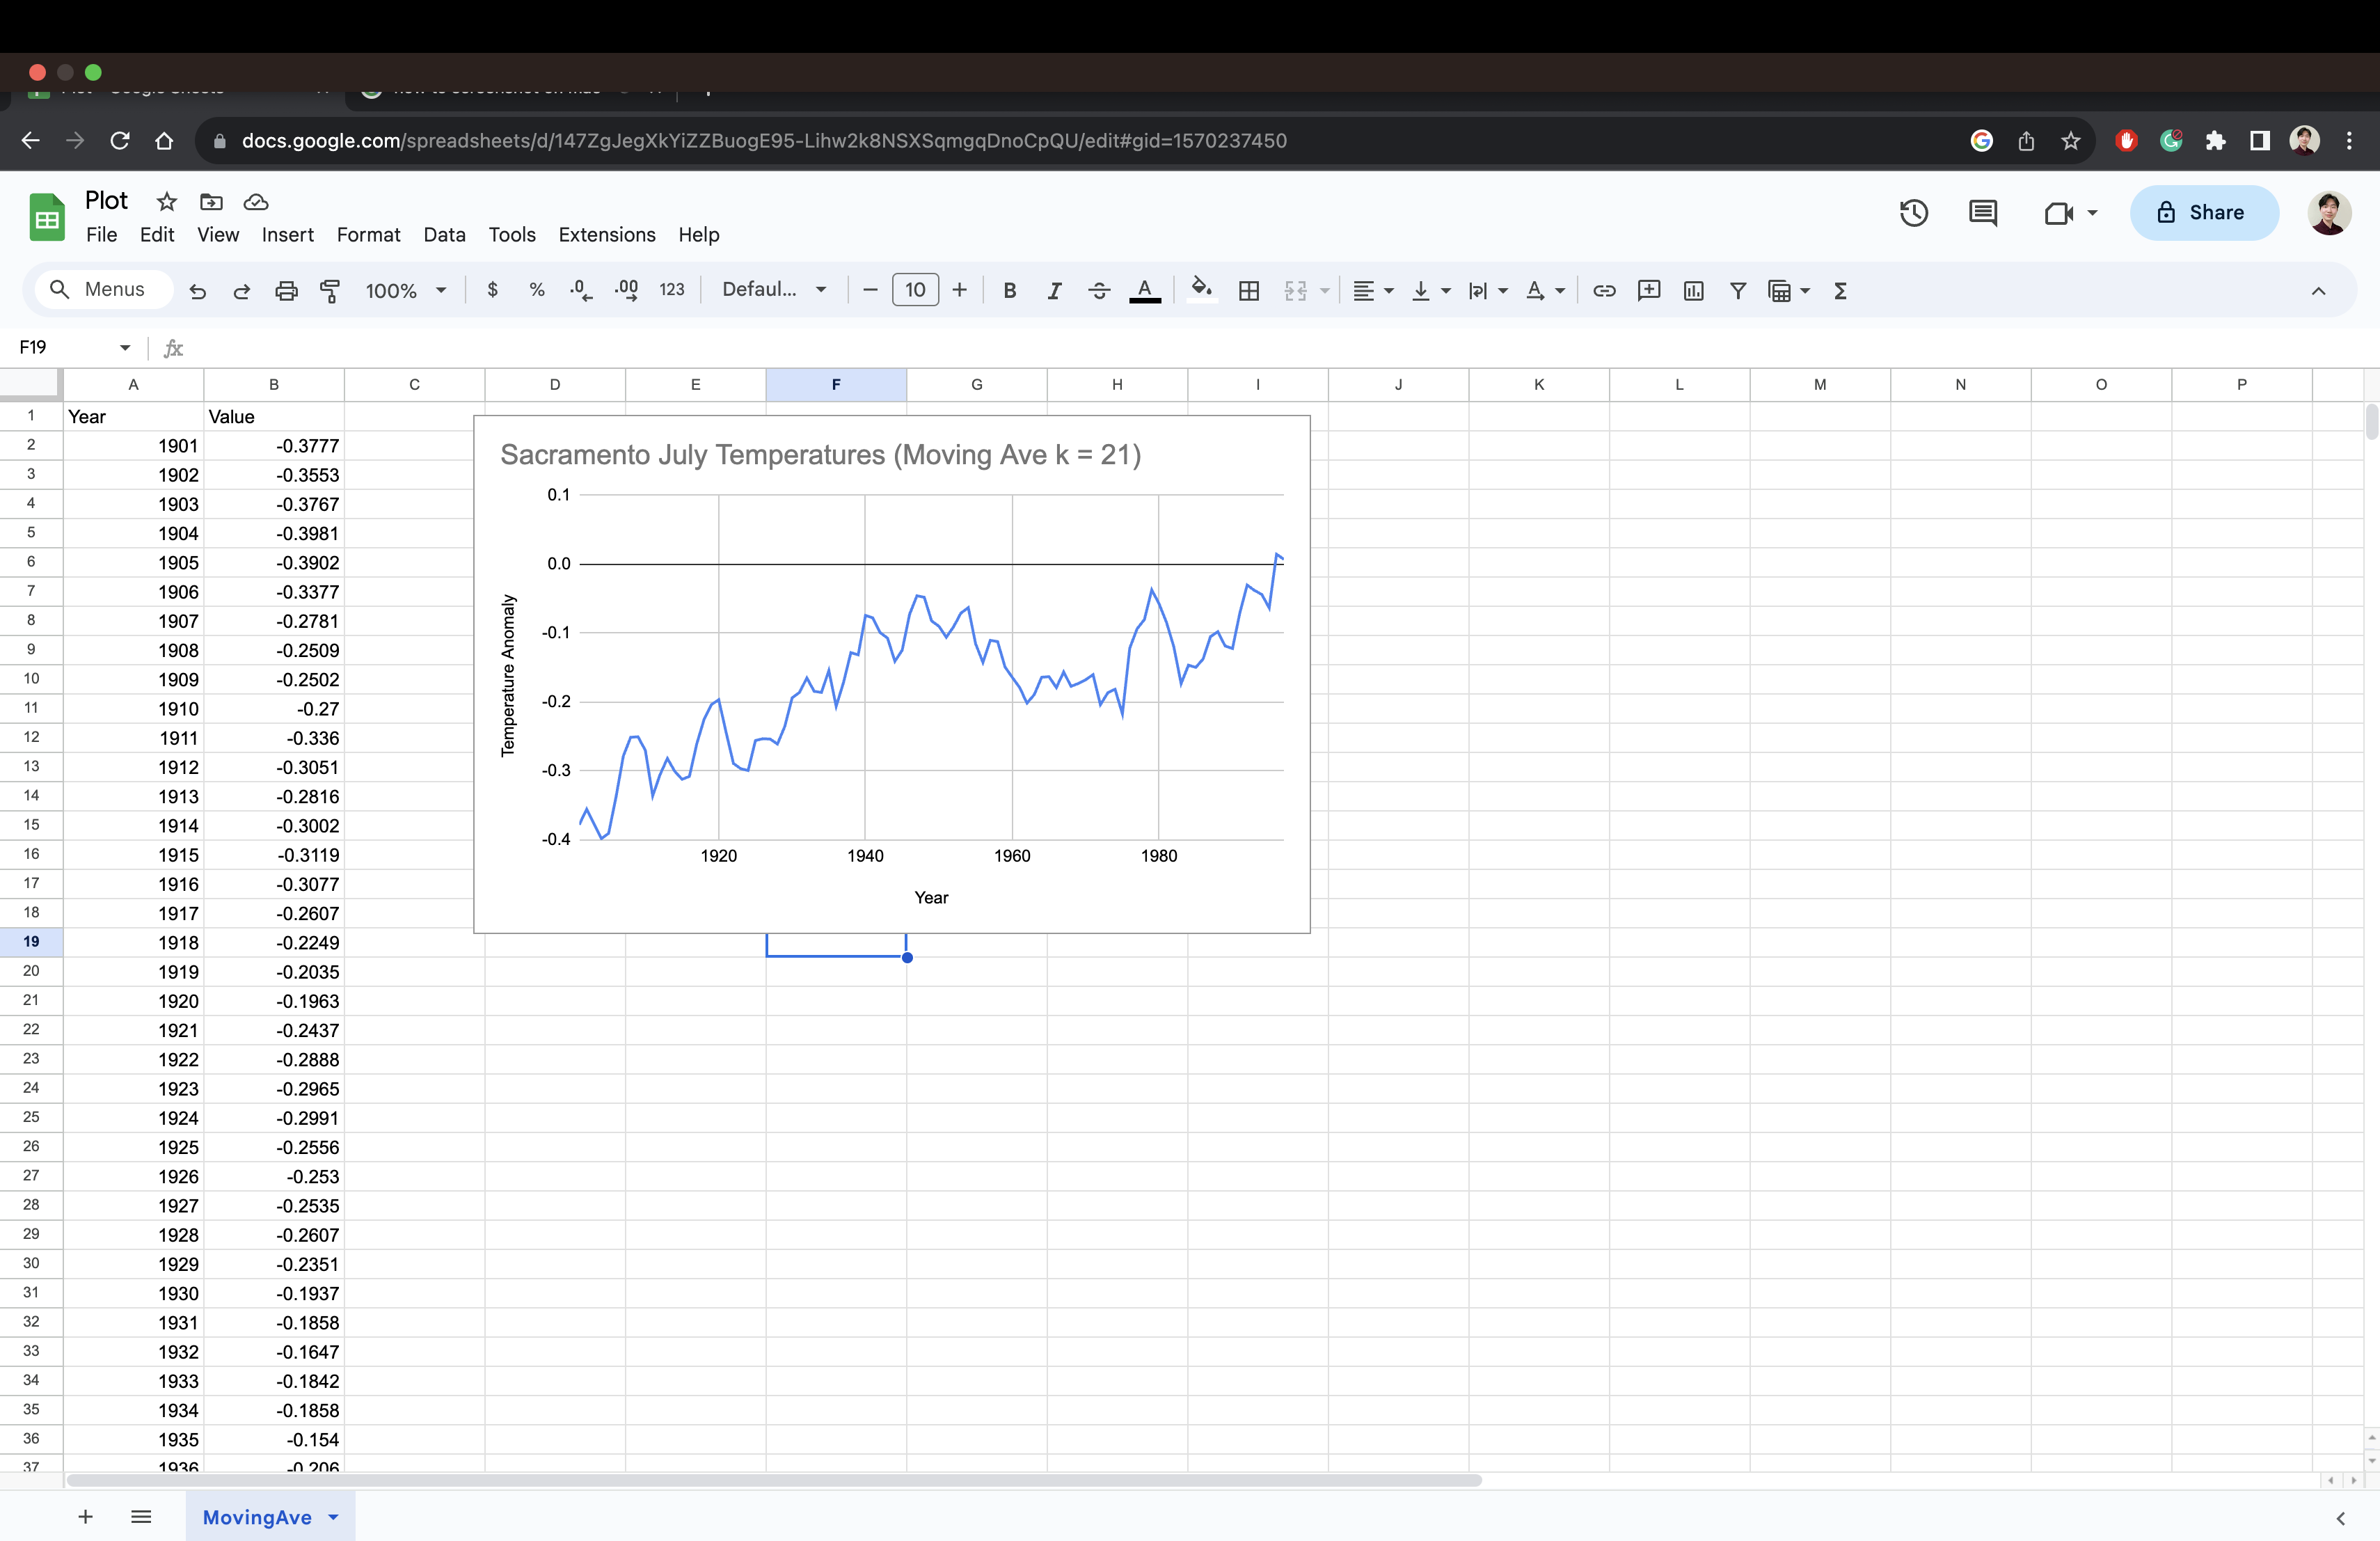 docs.google.com/spreadsheets/d/147ZgJegXkYiZZBuogE95-Lihw2k8NSXSqmgqDnoCpQU/edit#gid=1570237450
Plot
File Edit View Insert Format Data Tools Extensions Help
Share
Menus 100% $ % .0 .00 123 Defaul... 10 B I S A
F19 fx
A B C D E F G H I J K L M N O P
1 Year Value
2 1901 -0.3777
3 1902 -0.3553
4 1903 -0.3767
5 1904 -0.3981
6 1905 -0.3902
7 1906 -0.3377
8 1907 -0.2781
9 1908 -0.2509
10 1909 -0.2502
11 1910 -0.27
12 1911 -0.336
13 1912 -0.3051
14 1913 -0.2816
15 1914 -0.3002
16 1915 -0.3119
17 1916 -0.3077
18 1917 -0.2607
19 1918 -0.2249
20 1919 -0.2035
21 1920 -0.1963
22 1921 -0.2437
23 1922 -0.2888
24 1923 -0.2965
25 1924 -0.2991
26 1925 -0.2556
27 1926 -0.253
28 1927 -0.2535
29 1928 -0.2607
30 1929 -0.2351
31 1930 -0.1937
32 1931 -0.1858
33 1932 -0.1647
34 1933 -0.1842
35 1934 -0.1858
36 1935 -0.154
37 1936 -0.206
Sacramento July Temperatures (Moving Ave k = 21)
Temperature Anomaly
0.1
0.0
-0.1
-0.2
-0.3
-0.4
1920 1940 1960 1980
Year
MovingAve